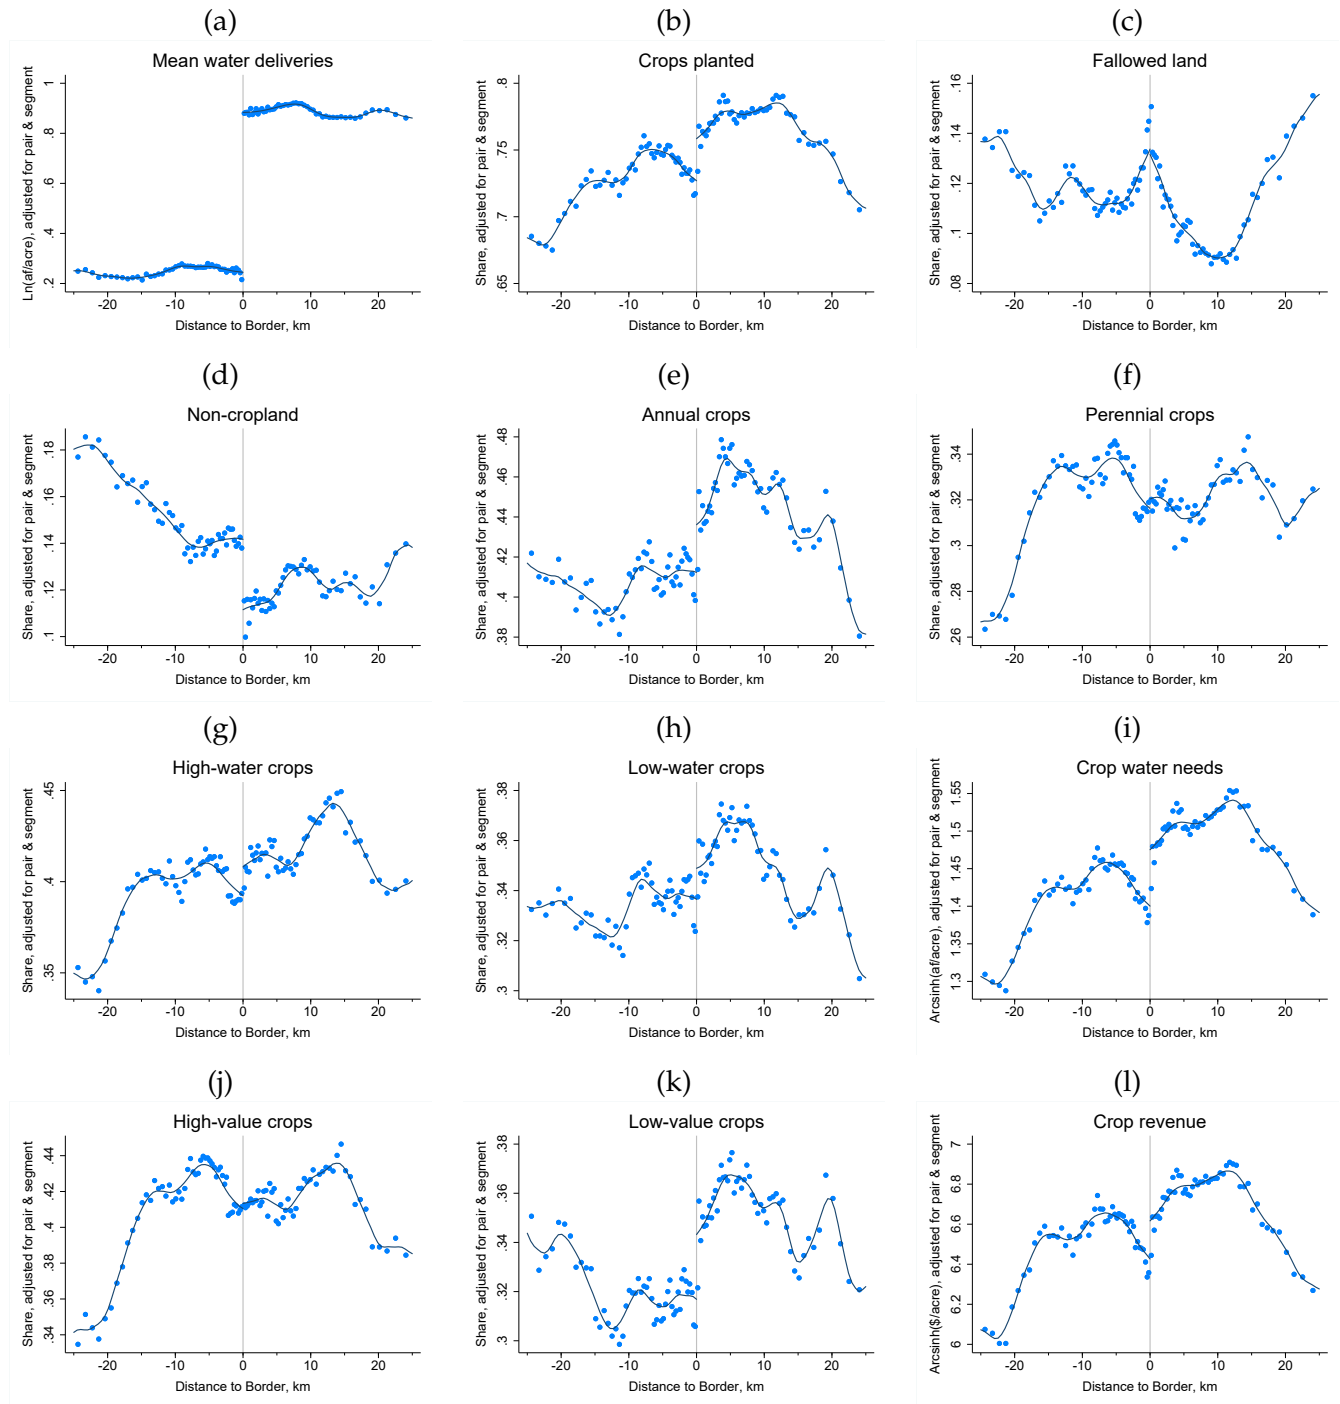 (a)
Mean water deliveries
Ln(af/acre), adjusted for pair & segment
.2 .4 .6 .8 1
-20 -10 0 10 20
Distance to Border, km
(b)
Crops planted
Share, adjusted for pair & segment
.65 .7 .75 .8
-20 -10 0 10 20
Distance to Border, km
(c)
Fallowed land
Share, adjusted for pair & segment
.08 .1 .12 .14 .16
-20 -10 0 10 20
Distance to Border, km
(d)
Non-cropland
Share, adjusted for pair & segment
.1 .12 .14 .16 .18
-20 -10 0 10 20
Distance to Border, km
(e)
Annual crops
Share, adjusted for pair & segment
.38 .4 .42 .44 .46 .48
-20 -10 0 10 20
Distance to Border, km
(f)
Perennial crops
Share, adjusted for pair & segment
.26 .28 .3 .32 .34
-20 -10 0 10 20
Distance to Border, km
(g)
High-water crops
Share, adjusted for pair & segment
.35 .4 .45
-20 -10 0 10 20
Distance to Border, km
(h)
Low-water crops
Share, adjusted for pair & segment
.3 .32 .34 .36 .38
-20 -10 0 10 20
Distance to Border, km
(i)
Crop water needs
Arcsinh(af/acre), adjusted for pair & segment
1.3 1.35 1.4 1.45 1.5 1.55
-20 -10 0 10 20
Distance to Border, km
(j)
High-value crops
Share, adjusted for pair & segment
.34 .36 .38 .4 .42 .44
-20 -10 0 10 20
Distance to Border, km
(k)
Low-value crops
Share, adjusted for pair & segment
.3 .32 .34 .36 .38
-20 -10 0 10 20
Distance to Border, km
(l)
Crop revenue
Arcsinh($/acre), adjusted for pair & segment
6 6.2 6.4 6.6 6.8 7
-20 -10 0 10 20
Distance to Border, km